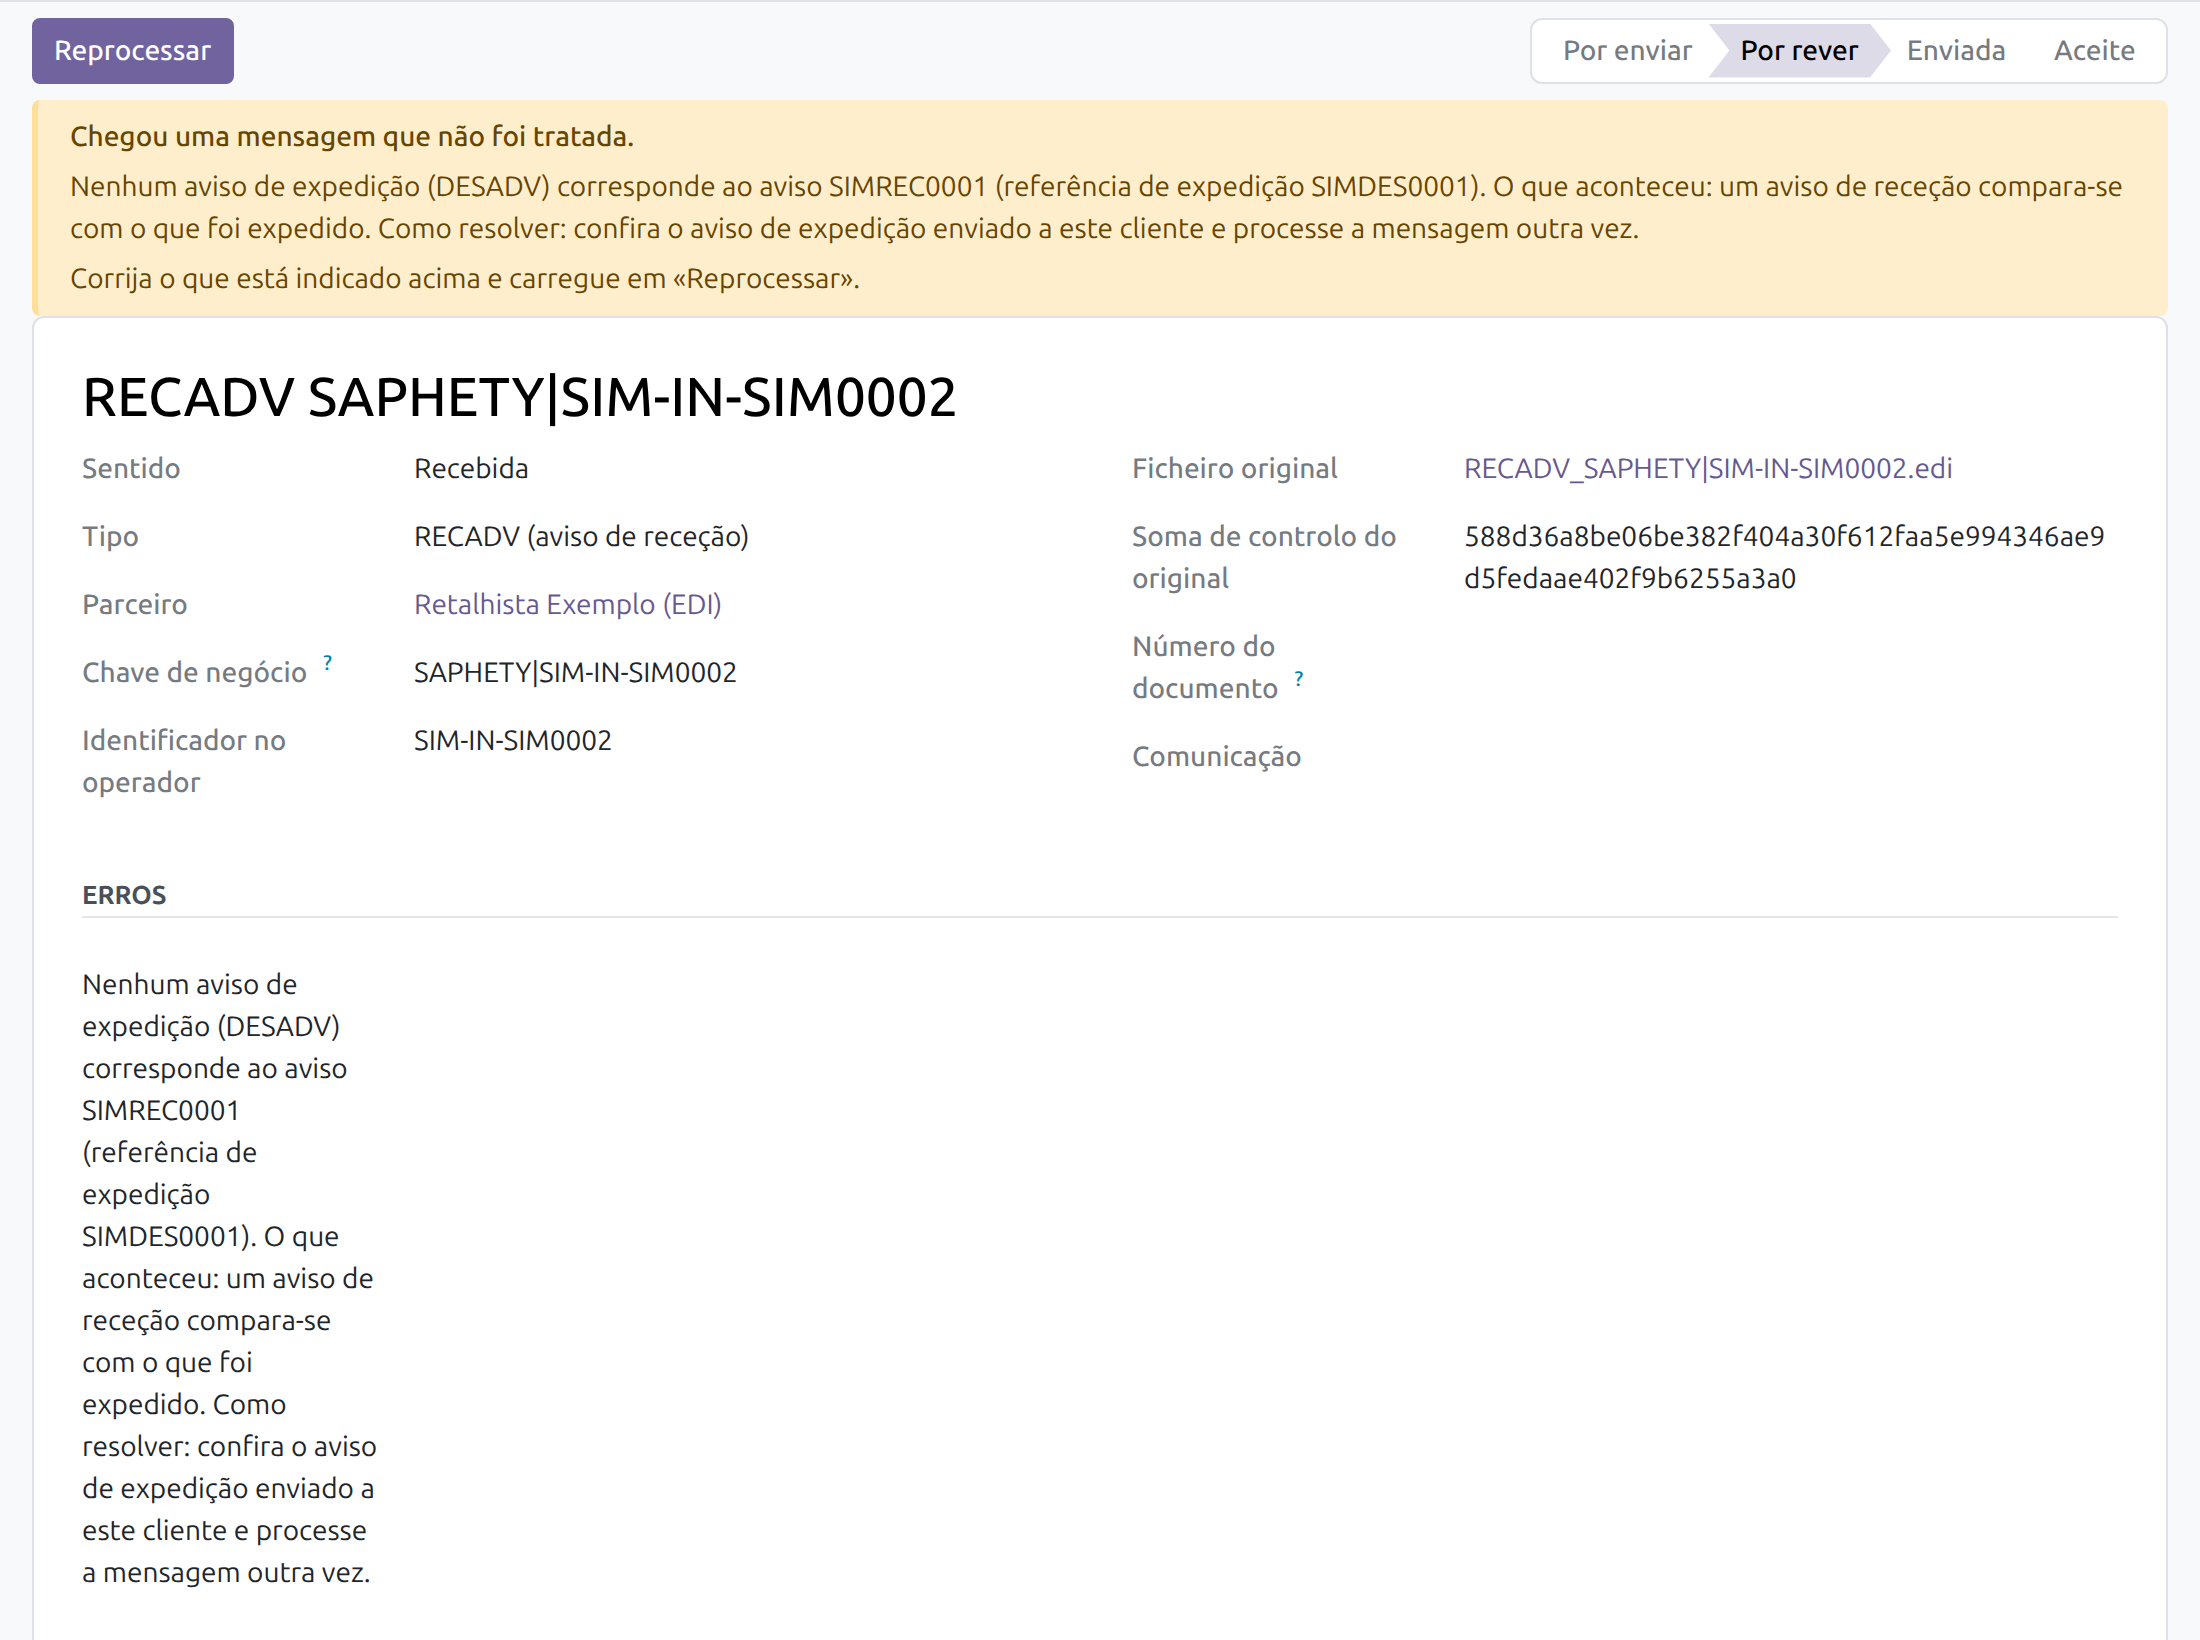 Reprocessar
Por enviar
Por rever
Enviada
Aceite
Chegou uma mensagem que não foi tratada.
Nenhum aviso de expedição (DESADV) corresponde ao aviso SIMREC0001 (referência de expedição SIMDES0001). O que aconteceu: um aviso de receção compara-se
com o que foi expedido. Como resolver: confira o aviso de expedição enviado a este cliente e processe a mensagem outra vez.
Corrija o que está indicado acima e carregue em «Reprocessar».
RECADV SAPHETY|SIM-IN-SIM0002
Sentido
Recebida
Tipo
RECADV (aviso de receção)
Parceiro
Retalhista Exemplo (EDI)
Chave de negócio ?
SAPHETY|SIM-IN-SIM0002
Identificador no
operador
SIM-IN-SIM0002
Ficheiro original
RECADV_SAPHETY|SIM-IN-SIM0002.edi
Soma de controlo do
original
588d36a8be06be382f404a30f612faa5e994346ae9
d5fedaae402f9b6255a3a0
Número do
documento ?
Comunicação
ERROS
Nenhum aviso de
expedição (DESADV)
corresponde ao aviso
SIMREC0001
(referência de
expedição
SIMDES0001). O que
aconteceu: um aviso de
receção compara-se
com o que foi
expedido. Como
resolver: confira o aviso
de expedição enviado a
este cliente e processe
a mensagem outra vez.